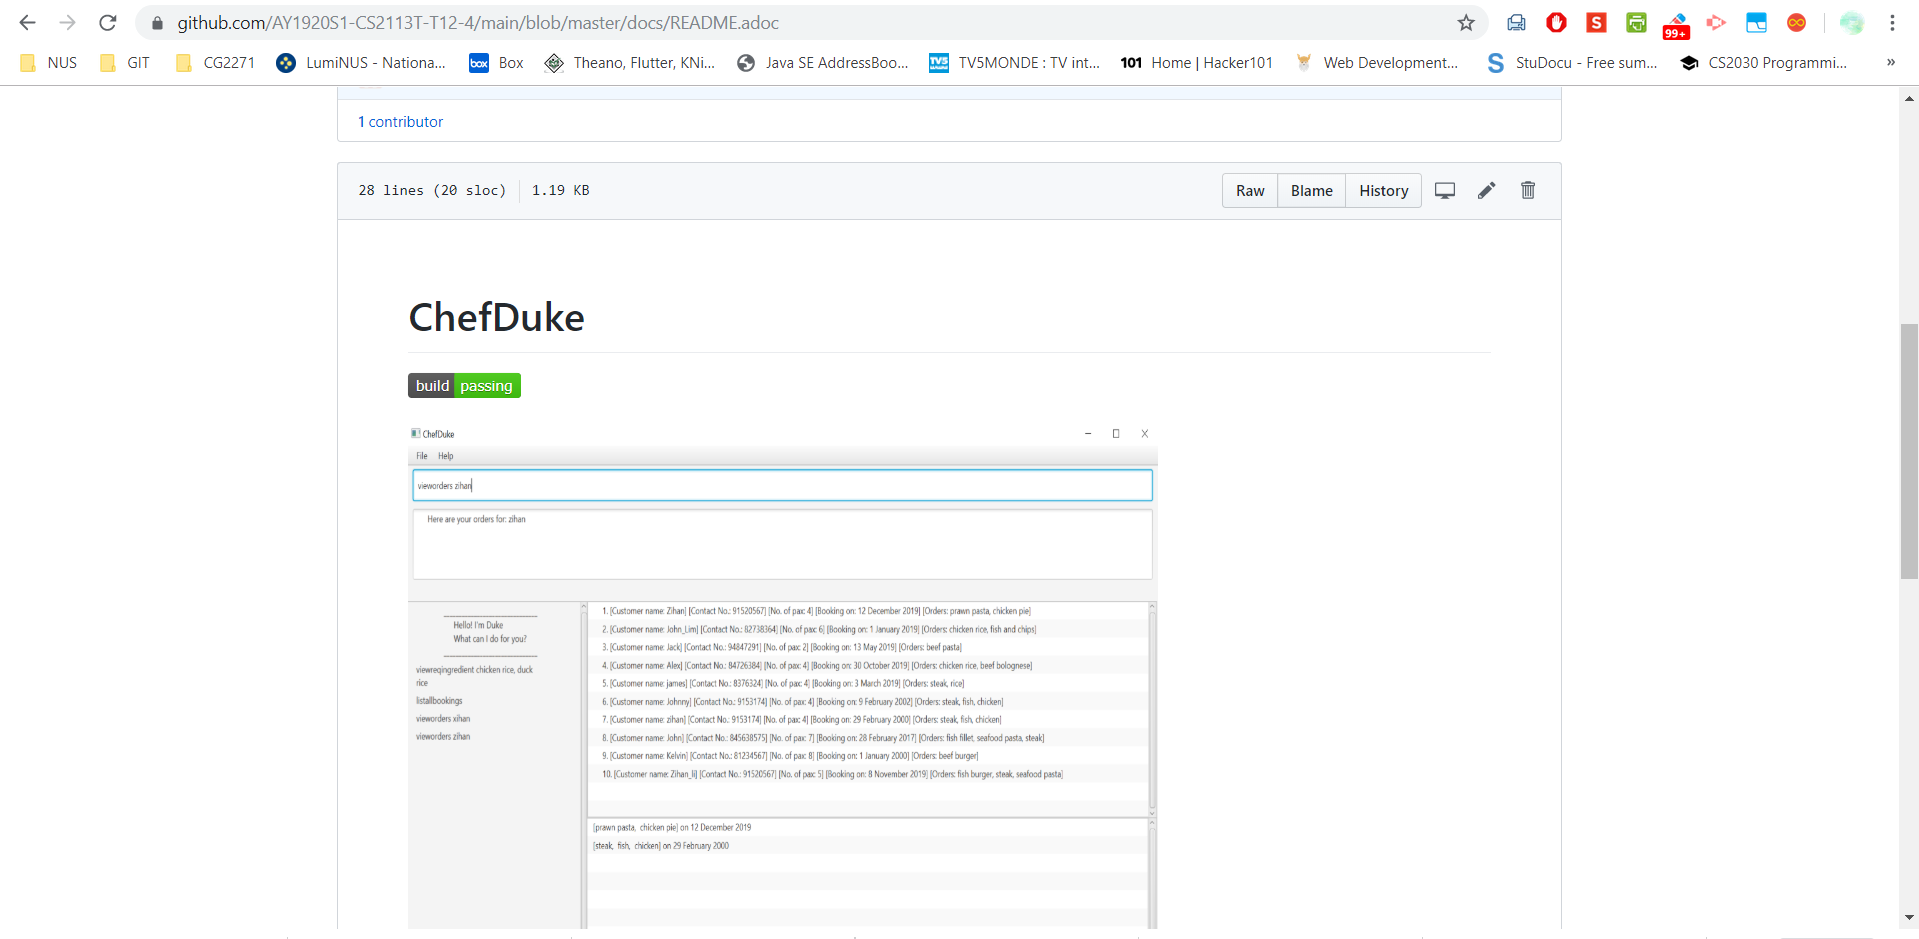 github.com/AY1920S1-CS2113T-T12-4/main/blob/master/docs/README.adoc
S
99+
NUS
GIT
CG2271
LumiNUS - Nationa...
box Box
Theano, Flutter, KNi...
Java SE AddressBoo...
TV5 TV5MONDE : TV int...
101 Home | Hacker101
Web Development...
S StuDocu - Free sum...
CS2030 Programmi...
»
1 contributor
28 lines (20 sloc) 1.19 KB
Raw Blame History
ChefDuke
build passing
ChefDuke
File Help
vieworders zihan
Here are your orders for: zihan
Hello! I'm Duke
What can I do for you?
viewreqingredient chicken rice, duck
rice
listallbookings
vieworders xihan
vieworders zihan
1. [Customer name: Zihan] [Contact No.: 91520567] [No. of pax: 4] [Booking on: 12 December 2019] [Orders: prawn pasta, chicken pie]
2. [Customer name: John_Lim] [Contact No.: 82738364] [No. of pax: 6] [Booking on: 1 January 2019] [Orders: chicken rice, fish and chips]
3. [Customer name: Jack] [Contact No.: 94847291] [No. of pax: 2] [Booking on: 13 May 2019] [Orders: beef pasta]
4. [Customer name: Alex] [Contact No.: 84726384] [No. of pax: 4] [Booking on: 30 October 2019] [Orders: chicken rice, beef bolognese]
5. [Customer name: james] [Contact No.: 8376324] [No. of pax: 4] [Booking on: 3 March 2019] [Orders: steak, rice]
6. [Customer name: Johnny] [Contact No.: 9153174] [No. of pax: 4] [Booking on: 9 February 2002] [Orders: steak, fish, chicken]
7. [Customer name: zihan] [Contact No.: 9153174] [No. of pax: 4] [Booking on: 29 February 2000] [Orders: steak, fish, chicken]
8. [Customer name: John] [Contact No.: 845638575] [No. of pax: 7] [Booking on: 28 February 2017] [Orders: fish fillet, seafood pasta, steak]
9. [Customer name: Kelvin] [Contact No.: 81234567] [No. of pax: 8] [Booking on: 1 January 2000] [Orders: beef burger]
10. [Customer name: Zihan_li] [Contact No.: 91520567] [No. of pax: 5] [Booking on: 8 November 2019] [Orders: fish burger, steak, seafood pasta]
[prawn pasta, chicken pie] on 12 December 2019
[steak, fish, chicken] on 29 February 2000